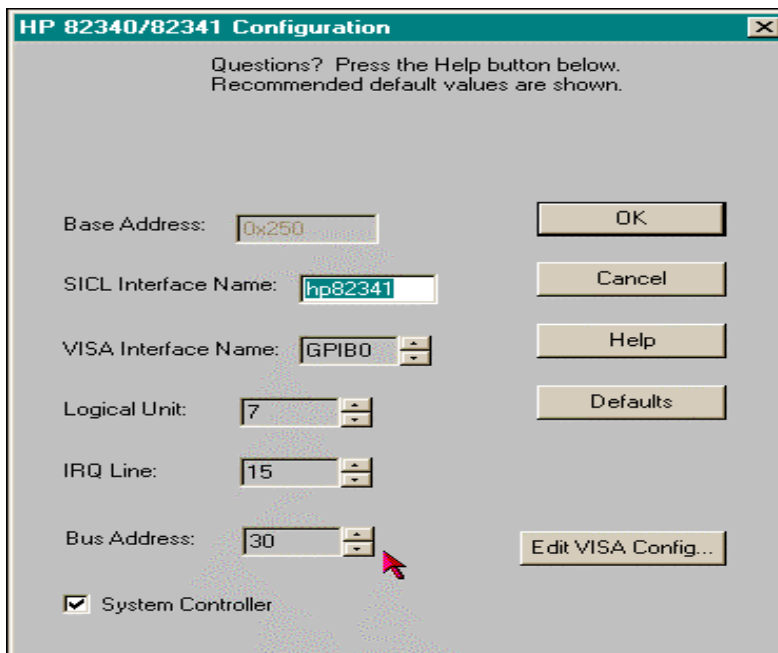 HP 82340/82341 Configuration
Questions? Press the Help button below.
Recommended default values are shown.
Base Address: 0x250
OK
SICL Interface Name: hp82341
Cancel
VISA Interface Name: GPIB0
Help
Logical Unit: 7
Defaults
IRQ Line: 15
Bus Address: 30
Edit VISA Config...
System Controller